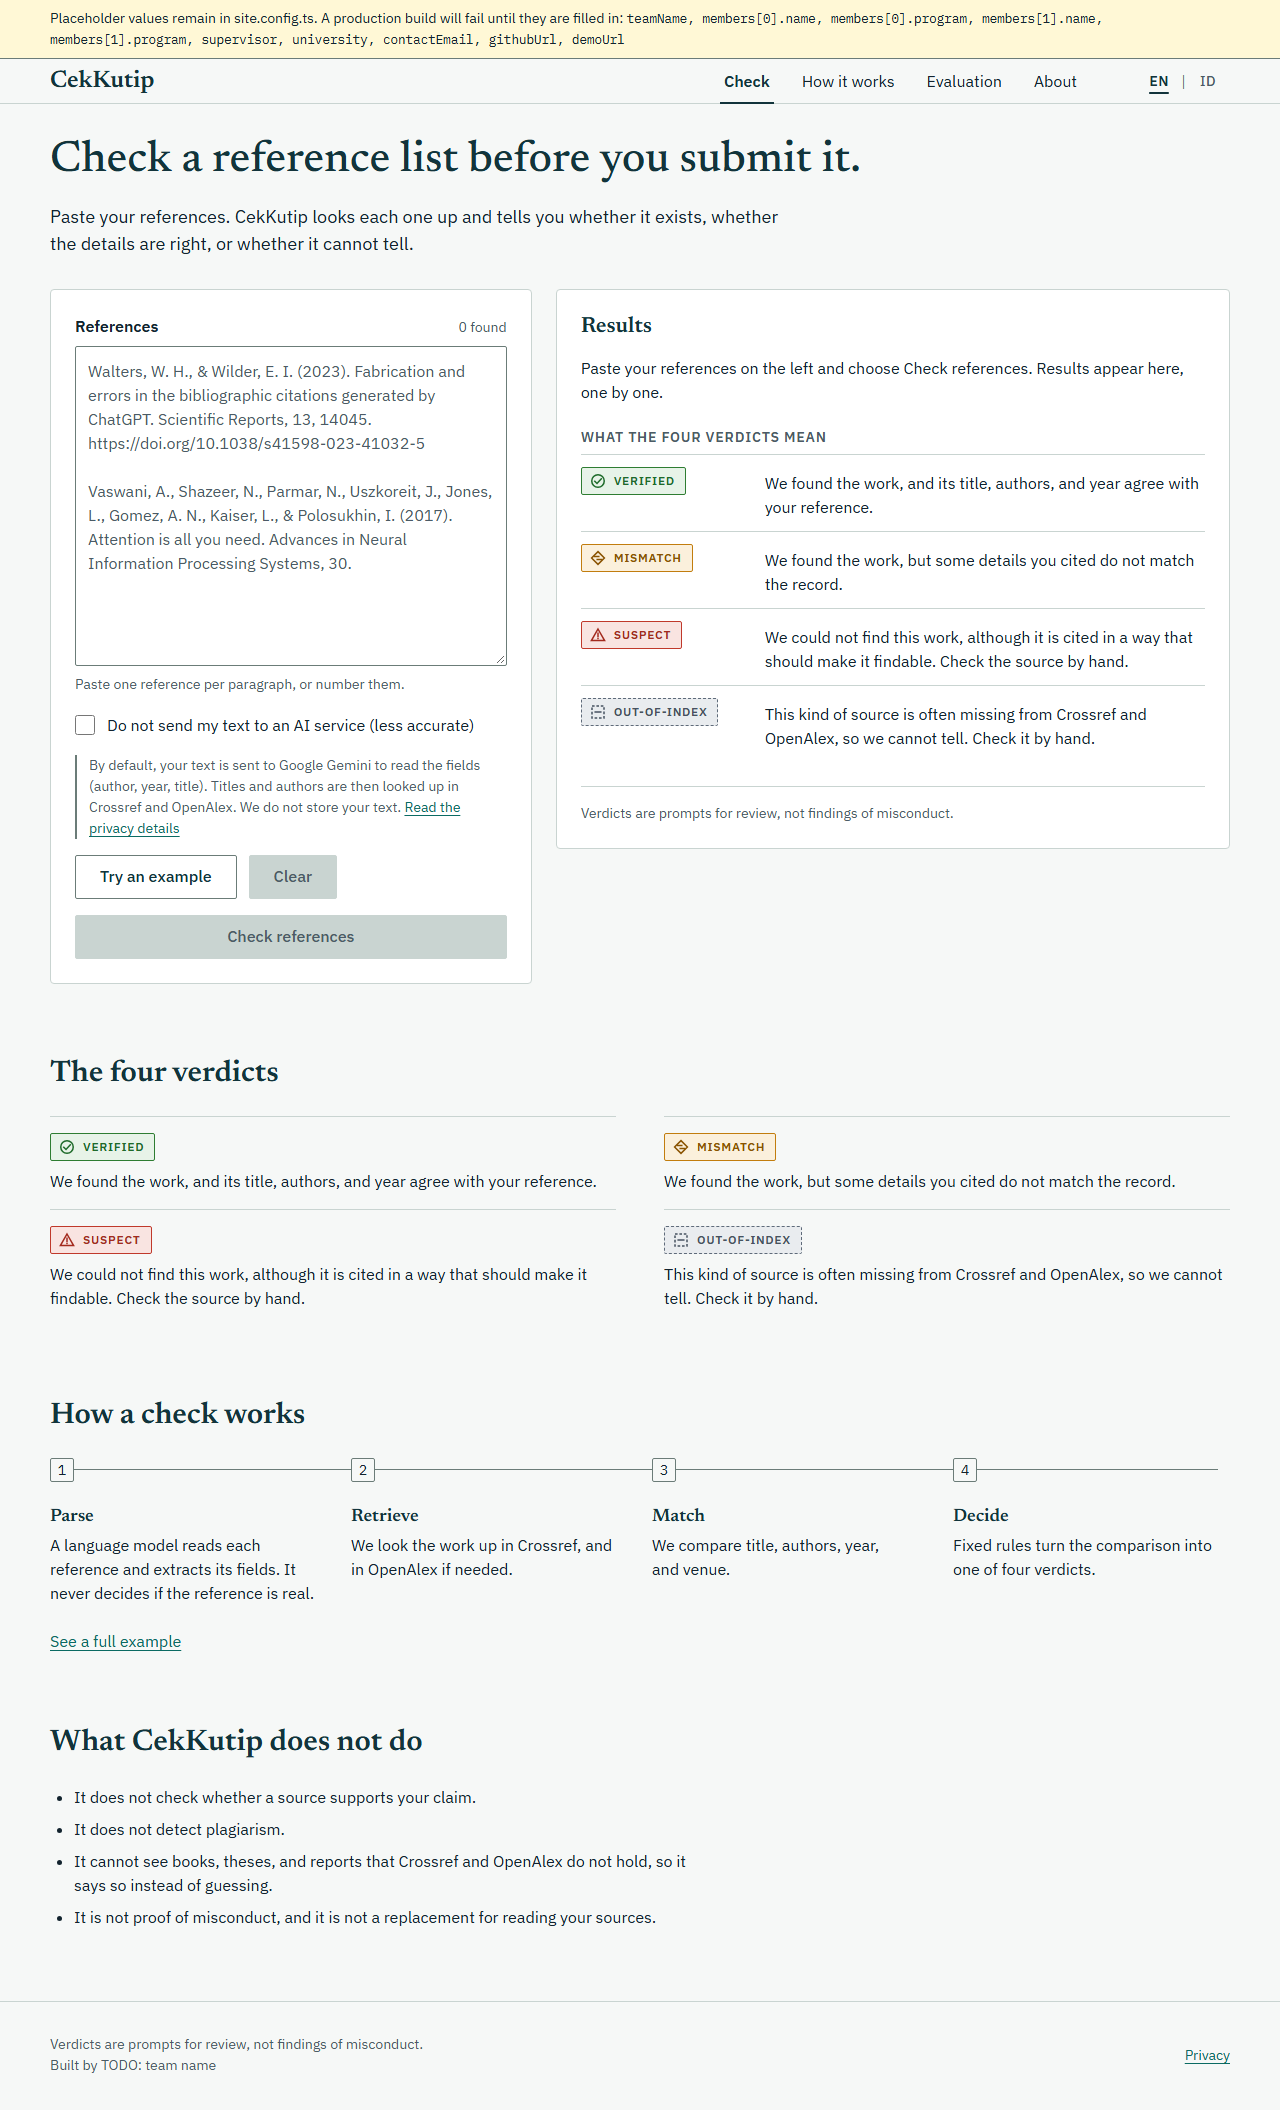 Placeholder values remain in site.config.ts. A production build will fail until they are filled in: teamName, members[0].name, members[0].program, members[1].name,
members[1].program, supervisor, university, contactEmail, githubUrl, demoUrl
CekKutip
Check
How it works
Evaluation
About
EN | ID
Check a reference list before you submit it.
Paste your references. CekKutip looks each one up and tells you whether it exists, whether
the details are right, or whether it cannot tell.
References
0 found
Walters, W. H., & Wilder, E. I. (2023). Fabrication and
errors in the bibliographic citations generated by
ChatGPT. Scientific Reports, 13, 14045.
https://doi.org/10.1038/s41598-023-41032-5
Vaswani, A., Shazeer, N., Parmar, N., Uszkoreit, J., Jones,
L., Gomez, A. N., Kaiser, L., & Polosukhin, I. (2017).
Attention is all you need. Advances in Neural
Information Processing Systems, 30.
Paste one reference per paragraph, or number them.
Do not send my text to an AI service (less accurate)
By default, your text is sent to Google Gemini to read the fields
(author, year, title). Titles and authors are then looked up in
Crossref and OpenAlex. We do not store your text. Read the
privacy details
Try an example
Clear
Check references
Results
Paste your references on the left and choose Check references. Results appear here,
one by one.
WHAT THE FOUR VERDICTS MEAN
VERIFIED
We found the work, and its title, authors, and year agree with
your reference.
MISMATCH
We found the work, but some details you cited do not match
the record.
SUSPECT
We could not find this work, although it is cited in a way that
should make it findable. Check the source by hand.
OUT-OF-INDEX
This kind of source is often missing from Crossref and
OpenAlex, so we cannot tell. Check it by hand.
Verdicts are prompts for review, not findings of misconduct.
The four verdicts
VERIFIED
We found the work, and its title, authors, and year agree with your reference.
MISMATCH
We found the work, but some details you cited do not match the record.
SUSPECT
We could not find this work, although it is cited in a way that should make it
findable. Check the source by hand.
OUT-OF-INDEX
This kind of source is often missing from Crossref and OpenAlex, so we cannot
tell. Check it by hand.
How a check works
1
Parse
A language model reads each
reference and extracts its fields. It
never decides if the reference is real.
2
Retrieve
We look the work up in Crossref, and
in OpenAlex if needed.
3
Match
We compare title, authors, year,
and venue.
4
Decide
Fixed rules turn the comparison into
one of four verdicts.
See a full example
What CekKutip does not do
• It does not check whether a source supports your claim.
• It does not detect plagiarism.
• It cannot see books, theses, and reports that Crossref and OpenAlex do not hold, so it
says so instead of guessing.
• It is not proof of misconduct, and it is not a replacement for reading your sources.
Verdicts are prompts for review, not findings of misconduct.
Built by TODO: team name
Privacy